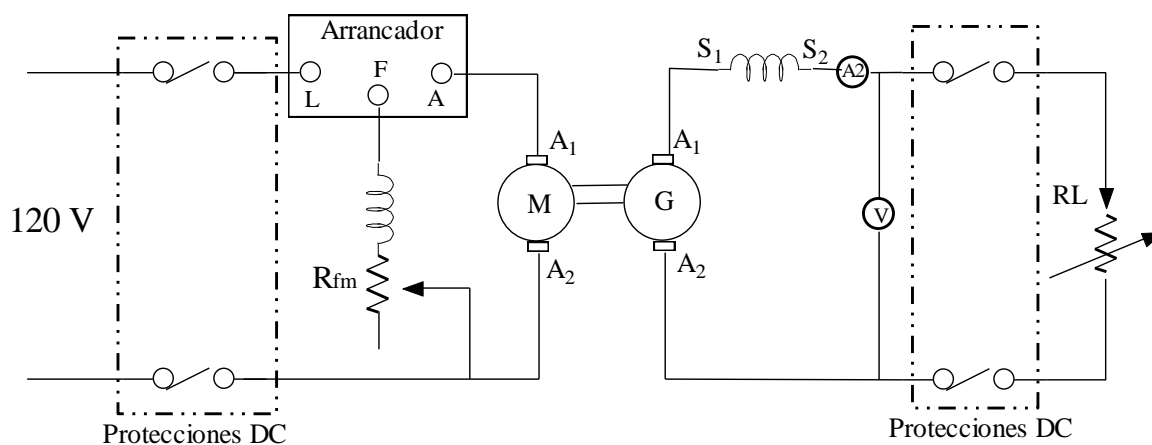 Arrancador
F
L
A
S1
S2
A2
A1
A1
M
G
V
RL
120 V
Rfm
A2
A2
Protecciones DC
Protecciones DC